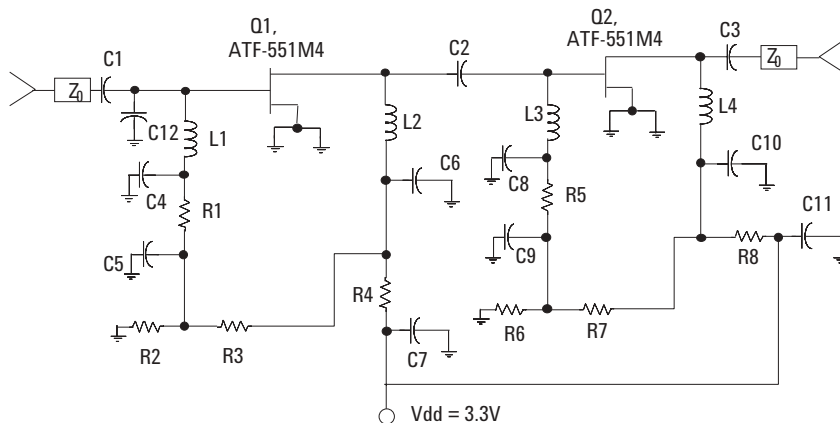 Q1,
ATF-551M4
Q2,
ATF-551M4
C1
C2
C3
Z0
Z0
C12
L1
L2
L3
L4
C4
C6
C8
C10
R1
R5
C11
C5
C9
R4
R8
R2
R3
C7
R6
R7
Vdd = 3.3V